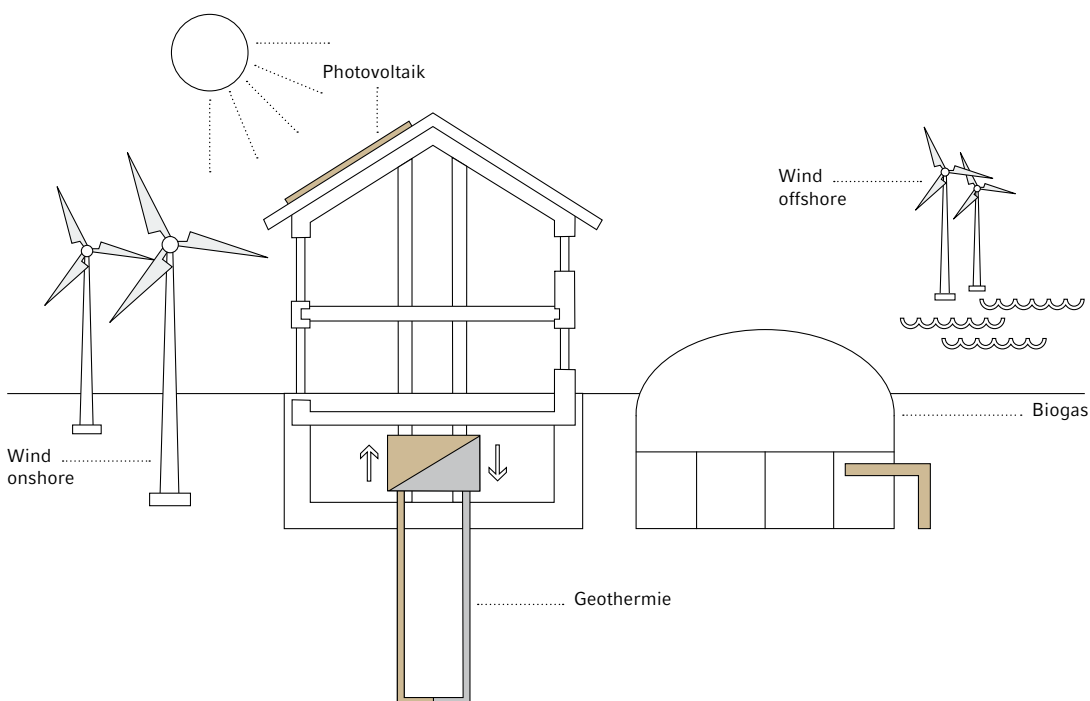 Photovoltaik
Wind
offshore
Biogas
Wind
onshore
Geothermie